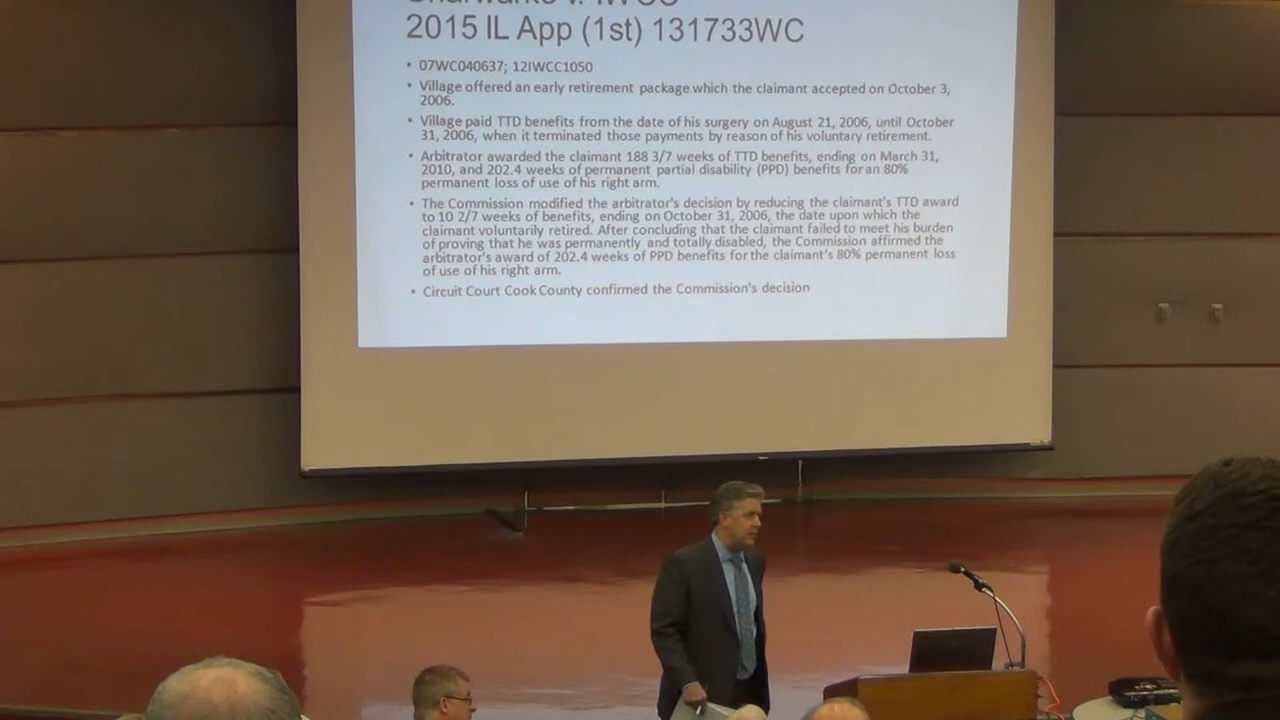 2015 IL App (1st) 131733WC
• 07WC040637; 12IWCC1050
• Village offered an early retirement package which the claimant accepted on October 3,
2006.
• Village paid TTD benefits from the date of his surgery on August 21, 2006, until October
31, 2006, when it terminated those payments by reason of his voluntary retirement.
• Arbitrator awarded the claimant 188 3/7 weeks of TTD benefits, ending on March 31,
2010, and 202.4 weeks of permanent partial disability (PPD) benefits for an 80%
permanent loss of use of his right arm.
• The Commission modified the arbitrator's decision by reducing the claimant's TTD award
to 10 2/7 weeks of benefits, ending on October 31, 2006, the date upon which the
claimant voluntarily retired. After concluding that the claimant failed to meet his burden
of proving that he was permanently and totally disabled, the Commission affirmed the
arbitrator's award of 202.4 weeks of PPD benefits for the claimant's 80% permanent loss
of use of his right arm.
• Circuit Court Cook County confirmed the Commission's decision